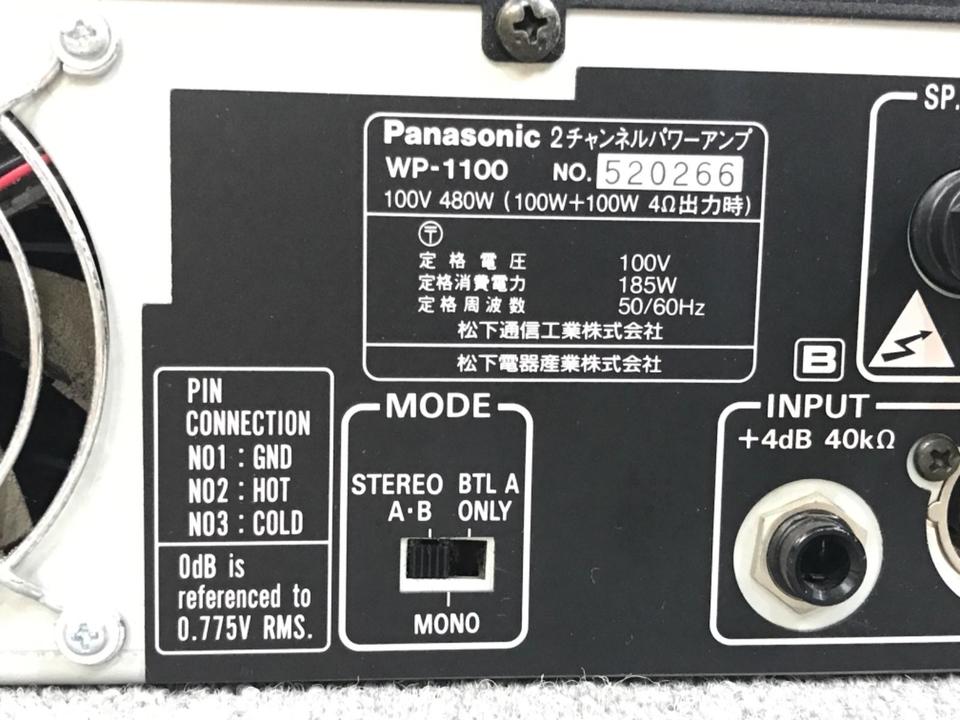 Panasonic 2チャンネルパワーアンプ
WP-1100 NO. 520266
100V 480W (100W+100W 4Ω出力時)
〒
定格電圧 100V
定格消費電力 185W
定格周波数 50/60Hz
松下通信工業株式会社
松下電器産業株式会社
PIN
CONNECTION
NO1 : GND
NO2 : HOT
NO3 : COLD
0dB is
referenced to
0.775V RMS.
MODE
STEREO BTL A
A·B ONLY
MONO
SP.
B
INPUT
+4dB 40kΩ